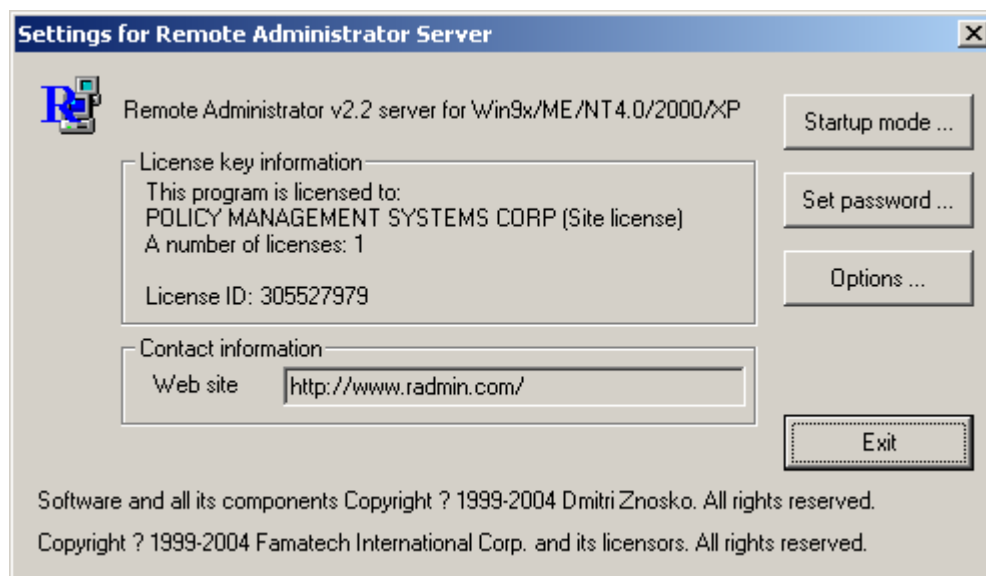 Settings for Remote Administrator Server
Remote Administrator v2.2 server for Win9x/ME/NT4.0/2000/XP
Startup mode ...
License key information
This program is licensed to:
POLICY MANAGEMENT SYSTEMS CORP (Site license)
A number of licenses: 1
License ID: 305527979
Set password ...
Options ...
Contact information
Web site http://www.radmin.com/
Exit
Software and all its components Copyright ? 1999-2004 Dmitri Znosko. All rights reserved.
Copyright ? 1999-2004 Famatech International Corp. and its licensors. All rights reserved.